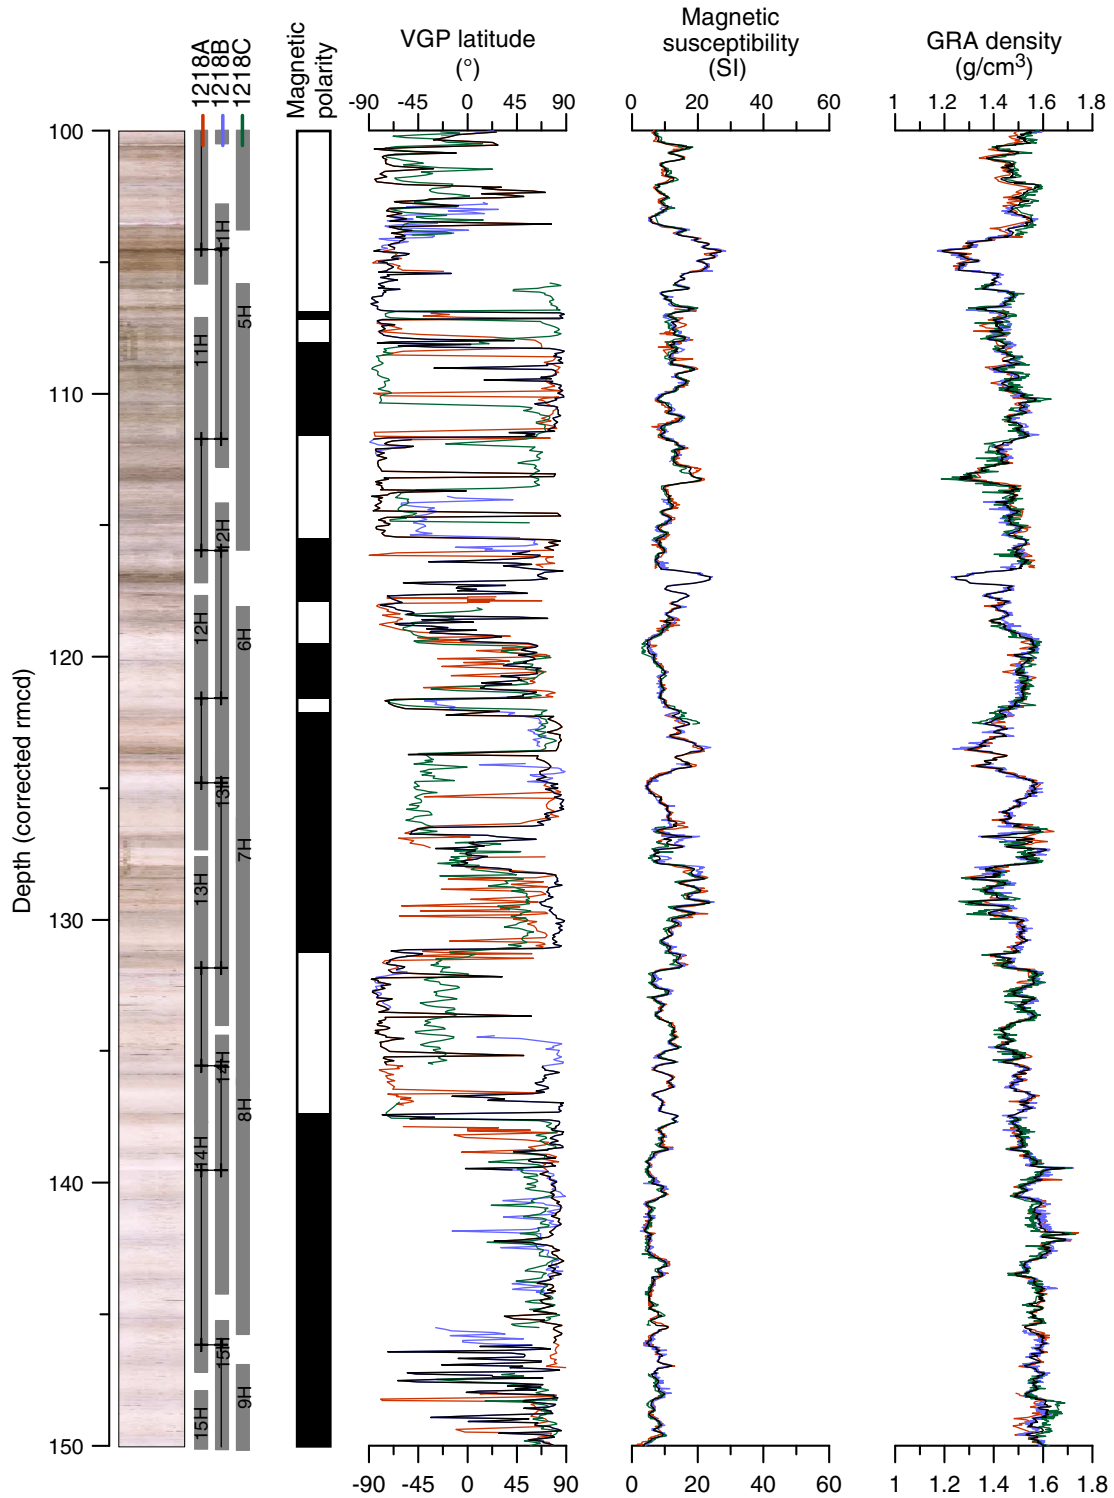 1218A
1218B
1218C
Magnetic
polarity
VGP latitude
(°)
-90 -45 0 45 90
Magnetic
susceptibility
(SI)
0 20 40 60
GRA density
(g/cm3)
1 1.2 1.4 1.6 1.8
Depth (corrected rmcd)
100
110
120
130
140
150
11H
12H
13H
14H
15H
11H
12H
13H
14H
15H
5H
6H
7H
8H
9H
-90 -45 0 45 90
0 20 40 60
1 1.2 1.4 1.6 1.8